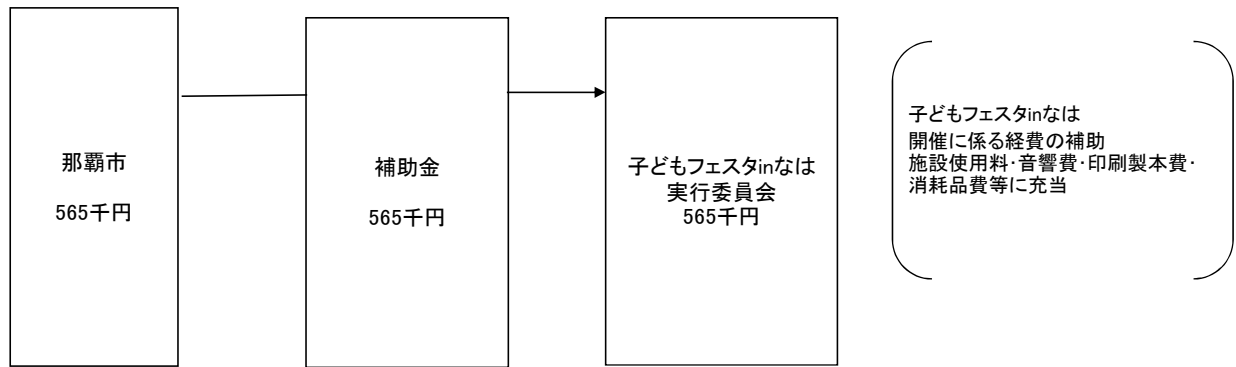 那覇市
565千円
補助金
565千円
子どもフェスタinなは
実行委員会
565千円
子どもフェスタinなは
開催に係る経費の補助
施設使用料・音響費・印刷製本費・
消耗品費等に充当